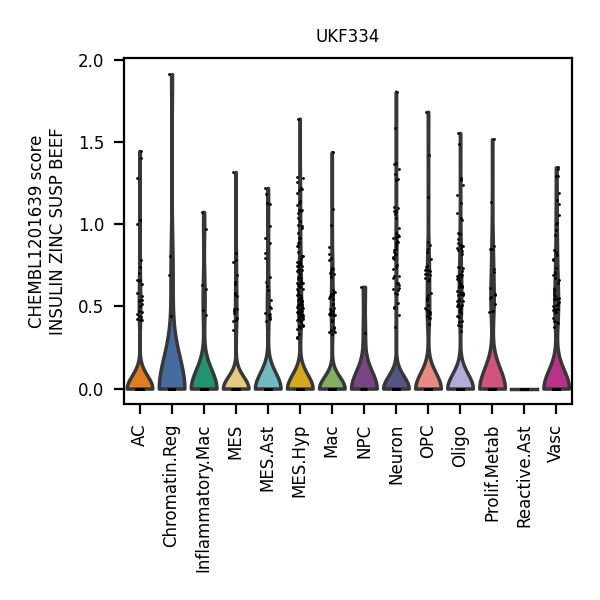 UKF334
CHEMBL1201639 score
INSULIN ZINC SUSP BEEF
2.0
1.5
1.0
0.5
0.0
AC
Chromatin.Reg
Inflammatory.Mac
MES
MES.Ast
MES.Hyp
Mac
NPC
Neuron
OPC
Oligo
Prolif.Metab
Reactive.Ast
Vasc